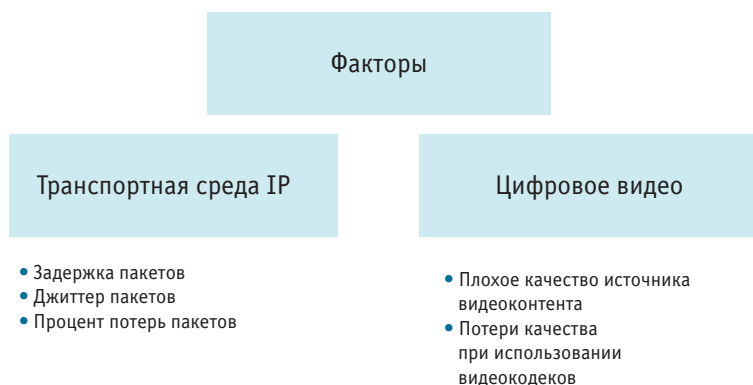 Факторы
Транспортная среда IP
• Задержка пакетов
• Джиттер пакетов
• Процент потерь пакетов
Цифровое видео
• Плохое качество источника
видеоконтента
• Потери качества
при использовании
видеокодеков